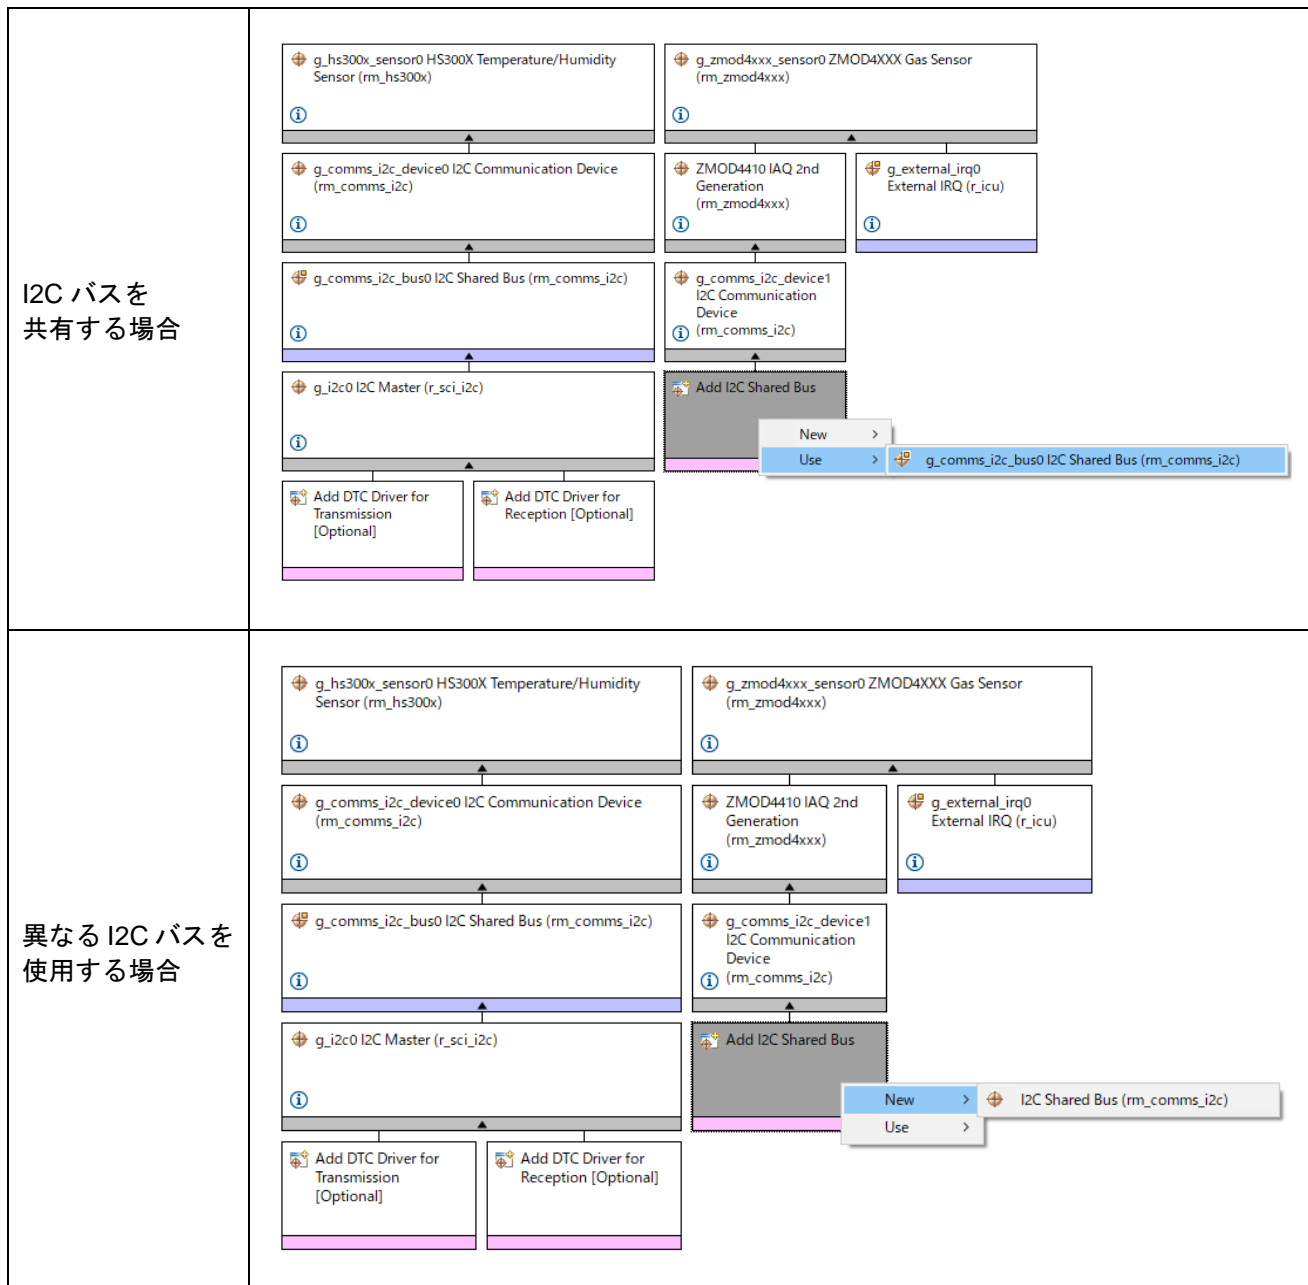 I2C バスを
共有する場合
g_hs300x_sensor0 HS300X Temperature/Humidity
Sensor (rm_hs300x)
g_zmod4xxx_sensor0 ZMOD4XXX Gas Sensor
(rm_zmod4xxx)
g_comms_i2c_device0 I2C Communication Device
(rm_comms_i2c)
ZMOD4410 IAQ 2nd
Generation
(rm_zmod4xxx)
g_external_irq0
External IRQ (r_icu)
g_comms_i2c_bus0 I2C Shared Bus (rm_comms_i2c)
g_comms_i2c_device1
I2C Communication
Device
(rm_comms_i2c)
g_i2c0 I2C Master (r_sci_i2c)
Add I2C Shared Bus
New
Use
g_comms_i2c_bus0 I2C Shared Bus (rm_comms_i2c)
Add DTC Driver for
Transmission
[Optional]
Add DTC Driver for
Reception [Optional]
異なる I2C バスを
使用する場合
g_hs300x_sensor0 HS300X Temperature/Humidity
Sensor (rm_hs300x)
g_zmod4xxx_sensor0 ZMOD4XXX Gas Sensor
(rm_zmod4xxx)
g_comms_i2c_device0 I2C Communication Device
(rm_comms_i2c)
ZMOD4410 IAQ 2nd
Generation
(rm_zmod4xxx)
g_external_irq0
External IRQ (r_icu)
g_comms_i2c_bus0 I2C Shared Bus (rm_comms_i2c)
g_comms_i2c_device1
I2C Communication
Device
(rm_comms_i2c)
g_i2c0 I2C Master (r_sci_i2c)
Add I2C Shared Bus
New
I2C Shared Bus (rm_comms_i2c)
Use
Add DTC Driver for
Transmission
[Optional]
Add DTC Driver for
Reception [Optional]